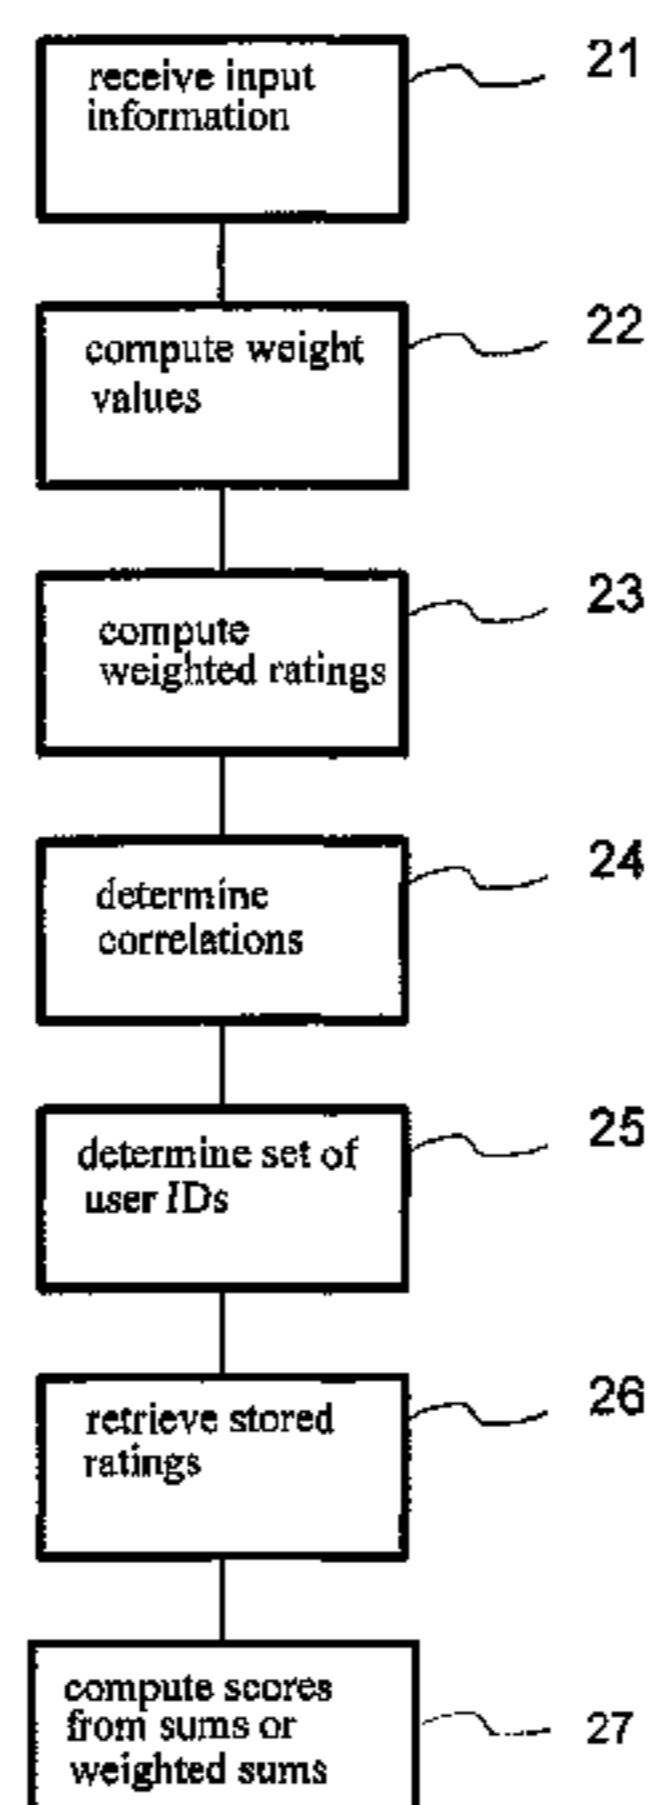 receive input
information
21
compute weight
values
22
compute
weighted ratings
23
determine
correlations
24
determine set of
user IDs
25
retrieve stored
ratings
26
compute scores
from sums or
weighted sums
27